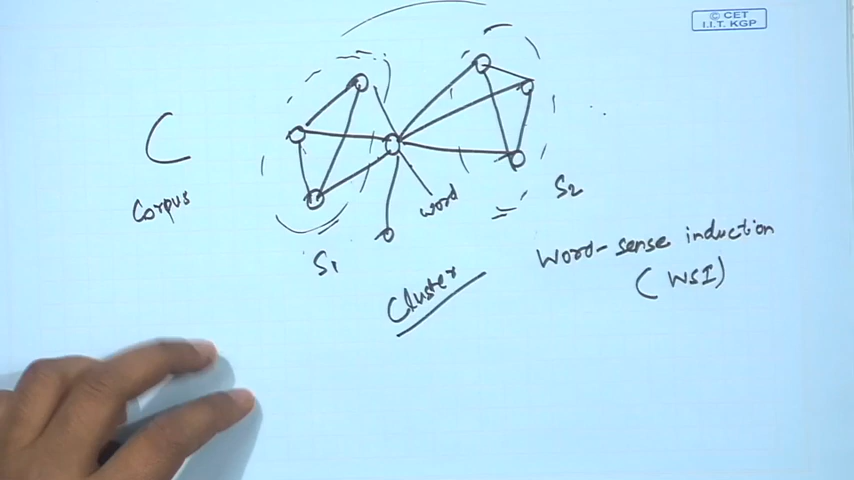 © CET
I.I.T. KGP
C
Corpus
word
S1
S2
Cluster
Word-sense induction
(WSI)